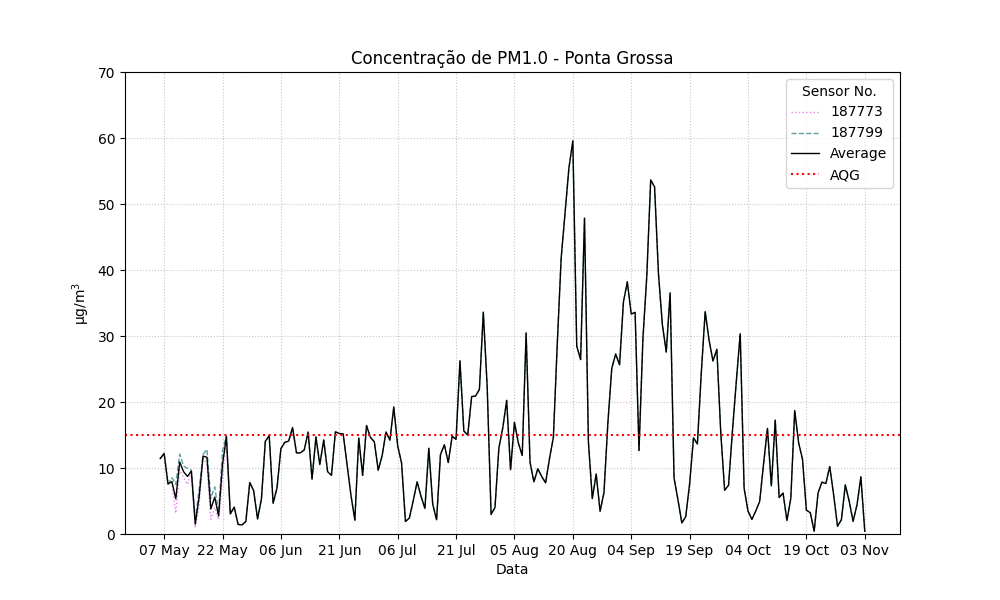 Concentração de PM1.0 - Ponta Grossa
70
60
50
40
30
20
10
0
µg/m³
Sensor No.
187773
187799
Average
AQG
07 May 22 May 06 Jun 21 Jun 06 Jul 21 Jul 05 Aug 20 Aug 04 Sep 19 Sep 04 Oct 19 Oct 03 Nov
Data